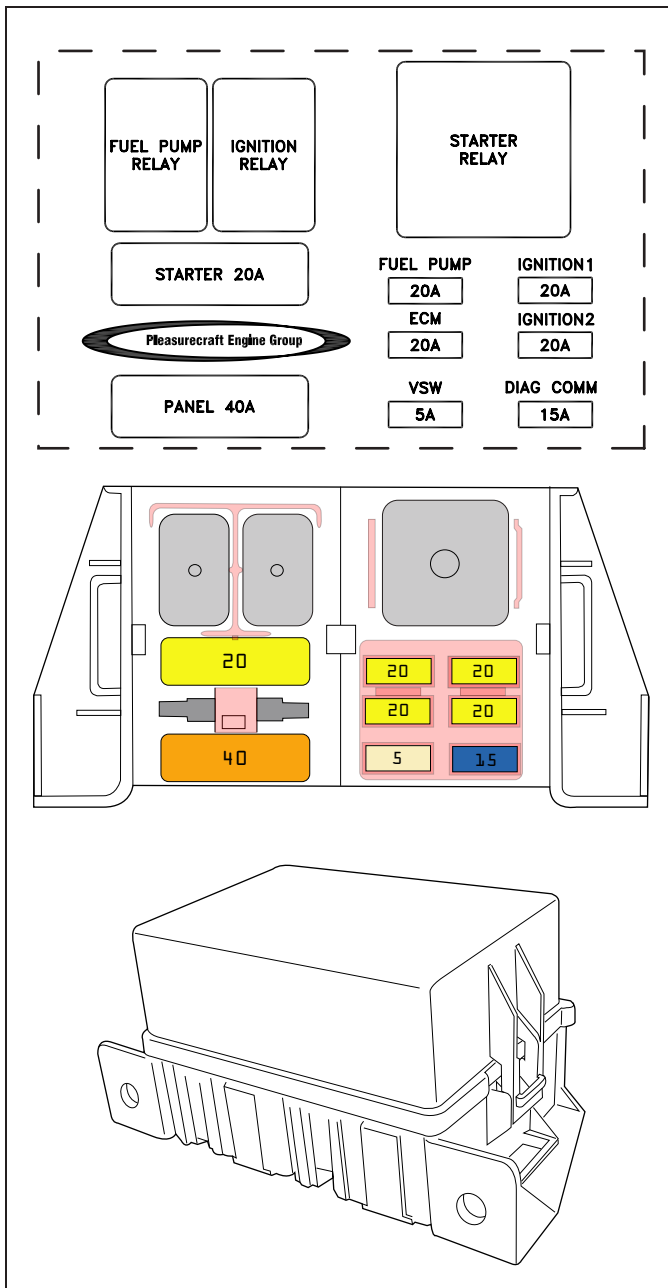 FUEL PUMP
RELAY
IGNITION
RELAY
STARTER
RELAY
STARTER 20A
FUEL PUMP
20A
IGNITION1
20A
ECM
20A
IGNITION2
20A
Pleasurecraft Engine Group
PANEL 40A
VSW
5A
DIAG COMM
15A
20
20
20
20
20
40
5
15